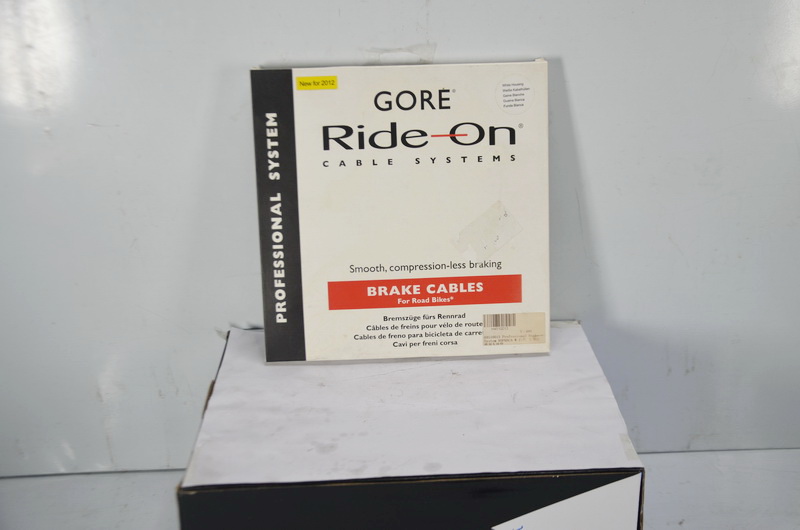 New for 2012
GORE®
Ride-On®
CABLE SYSTEMS
PROFESSIONAL SYSTEM
Smooth, compression-less braking
BRAKE CABLES
For Road Bikes*
Bremszüge fürs Rennrad
Câbles de freins pour vélo de route
Cables de freno para bicicleta de carre
Cavi per freni corsa